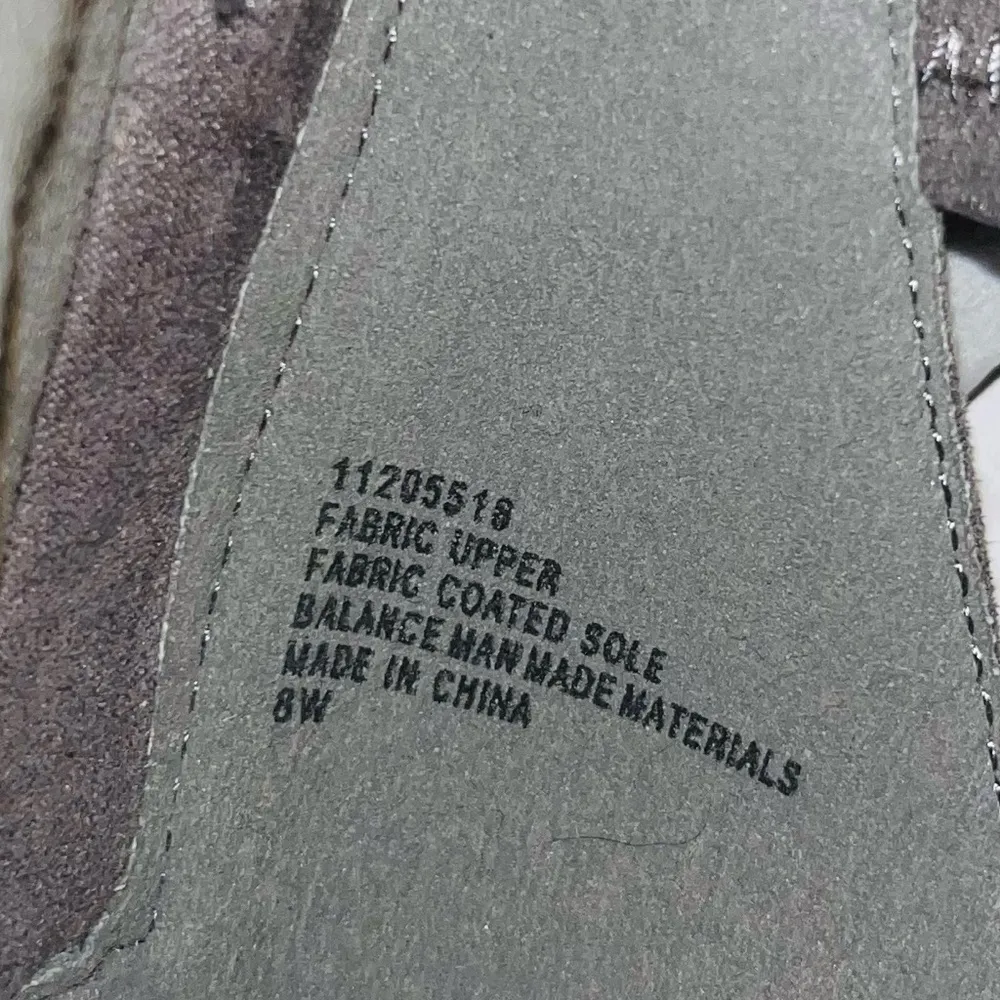 11205518
FABRIC UPPER
FABRIC COATED SOLE
BALANCE MAN MADE MATERIALS
MADE IN CHINA
8W